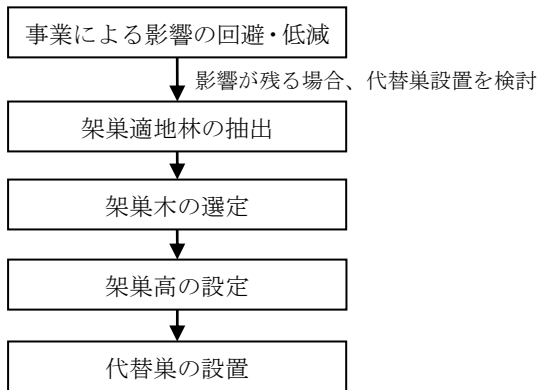 事業による影響の回避・低減
影響が残る場合、代替巣設置を検討
架巣適地林の抽出
架巣木の選定
架巣高の設定
代替巣の設置